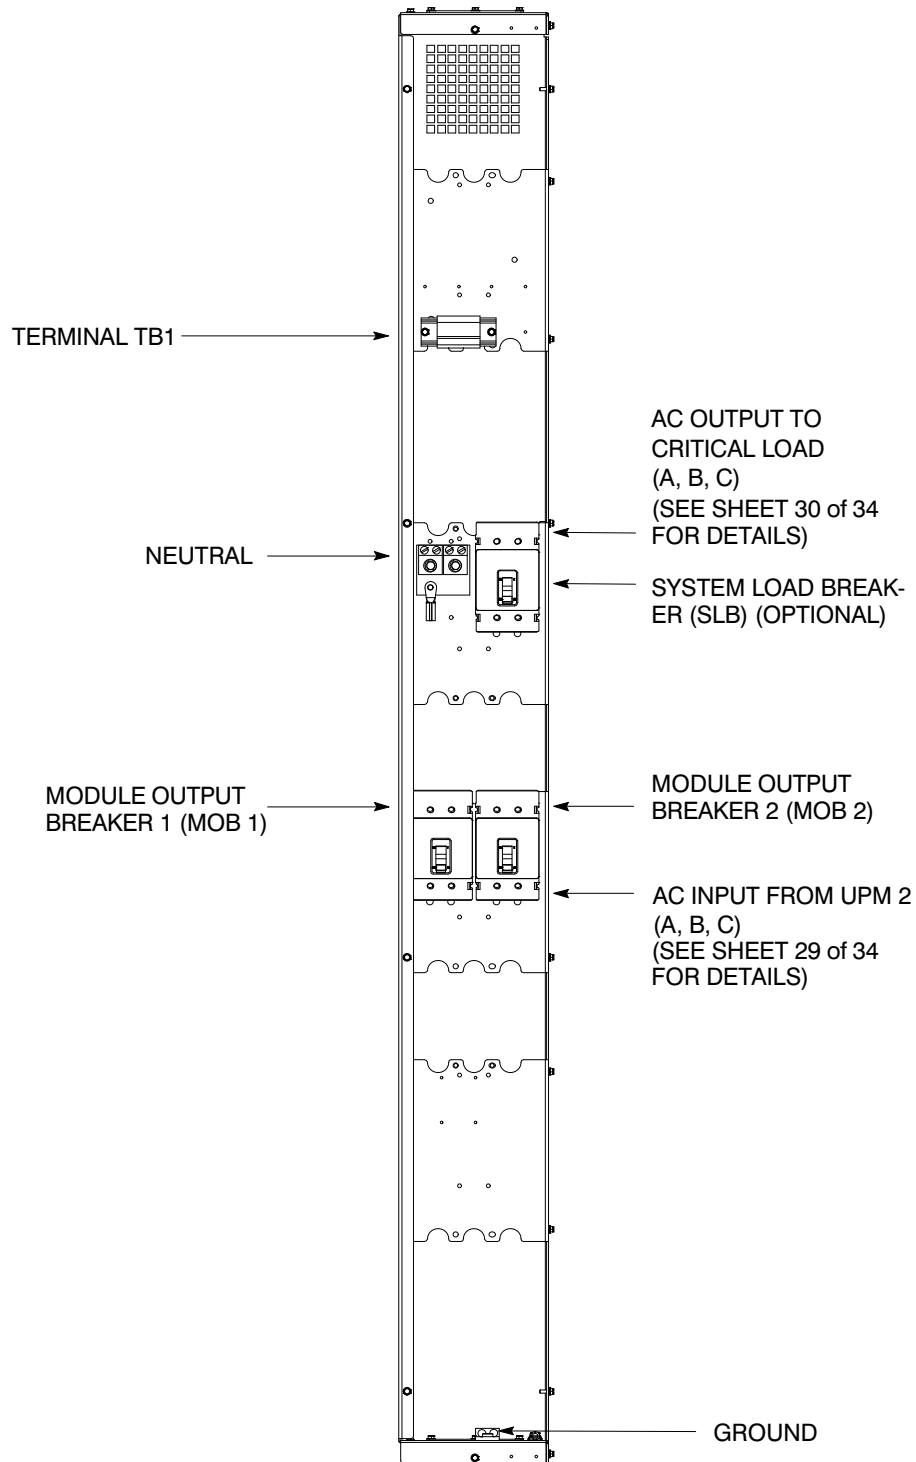 TERMINAL TB1
AC OUTPUT TO
CRITICAL LOAD
(A, B, C)
(SEE SHEET 30 of 34
FOR DETAILS)
NEUTRAL
SYSTEM LOAD BREAK-
ER (SLB) (OPTIONAL)
MODULE OUTPUT
BREAKER 1 (MOB 1)
MODULE OUTPUT
BREAKER 2 (MOB 2)
AC INPUT FROM UPM 2
(A, B, C)
(SEE SHEET 29 of 34
FOR DETAILS)
GROUND